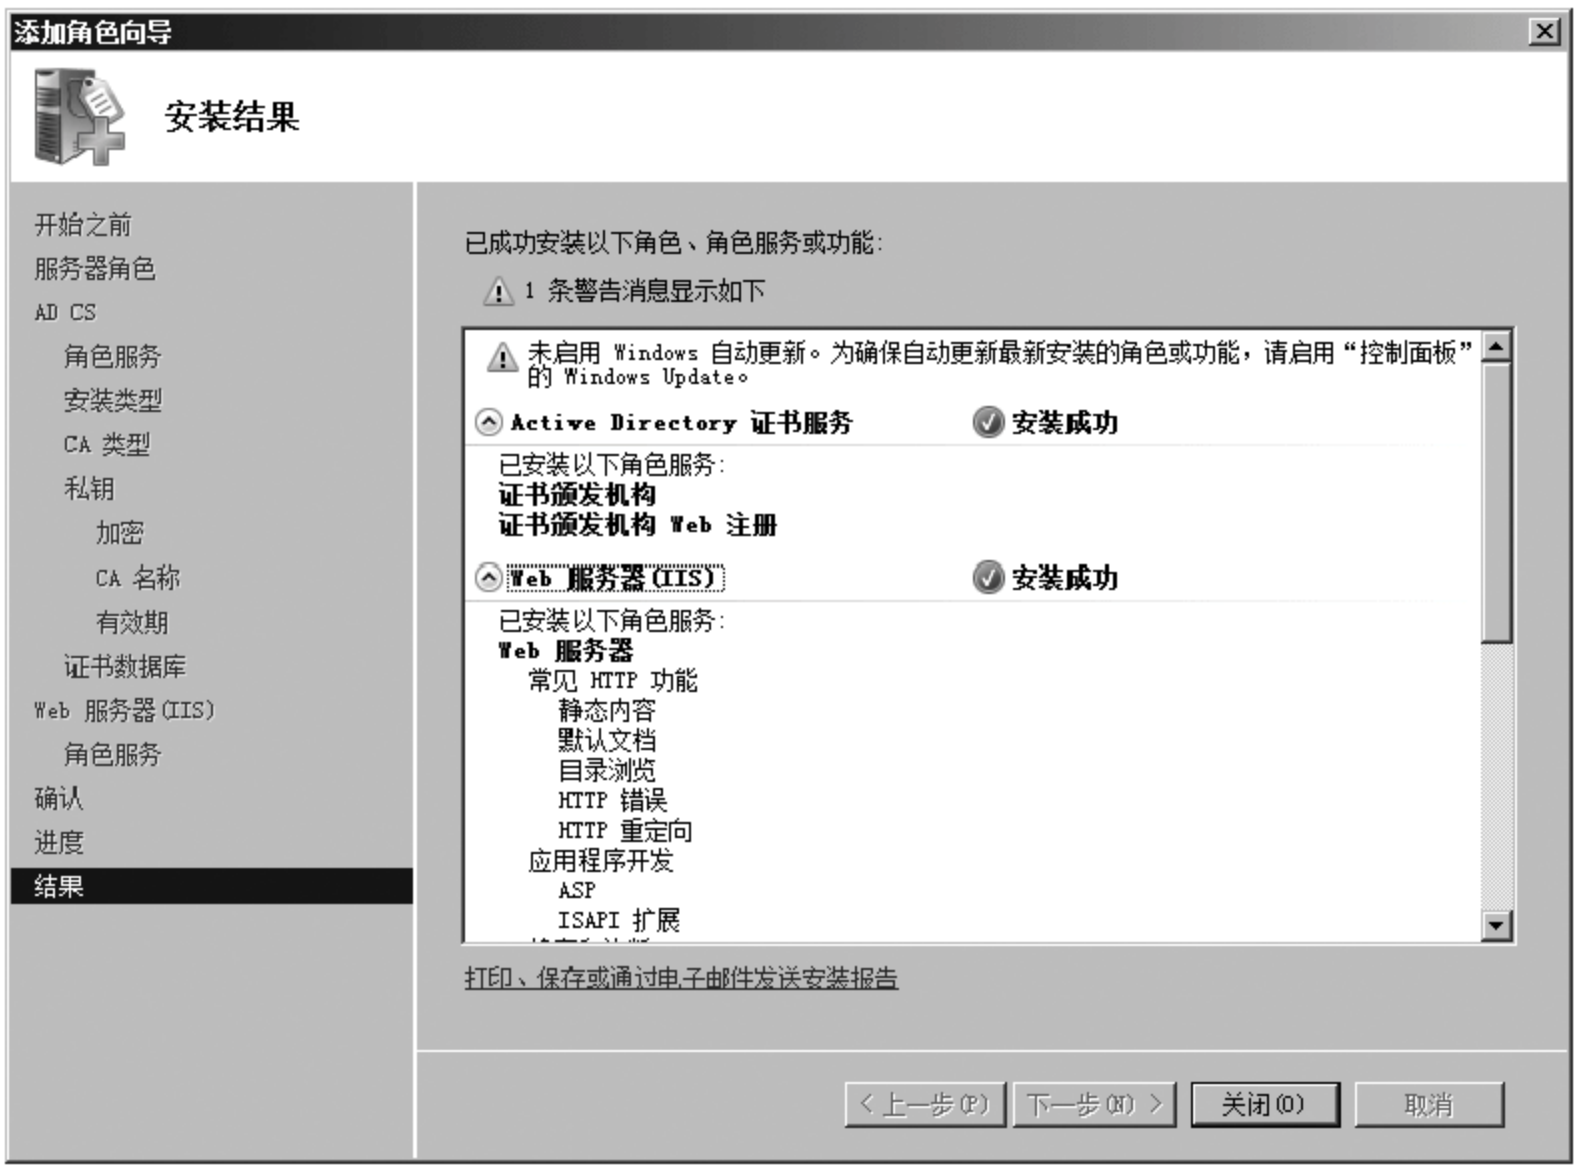 添加角色向导
安装结果
开始之前
服务器角色
AD CS
角色服务
安装类型
CA 类型
私钥
加密
CA 名称
有效期
证书数据库
Web 服务器(IIS)
角色服务
确认
进度
结果
已成功安装以下角色、角色服务或功能:
1 条警告消息显示如下
未启用 Windows 自动更新。为确保自动更新最新安装的角色或功能，请启用“控制面板”
的 Windows Update。
Active Directory 证书服务 安装成功
已安装以下角色服务:
证书颁发机构
证书颁发机构 Web 注册
Web 服务器(IIS) 安装成功
已安装以下角色服务:
Web 服务器
常见 HTTP 功能
静态内容
默认文档
目录浏览
HTTP 错误
HTTP 重定向
应用程序开发
ASP
ISAPI 扩展
打印、保存或通过电子邮件发送安装报告
< 上一步(P) 下一步(N) > 关闭(O) 取消